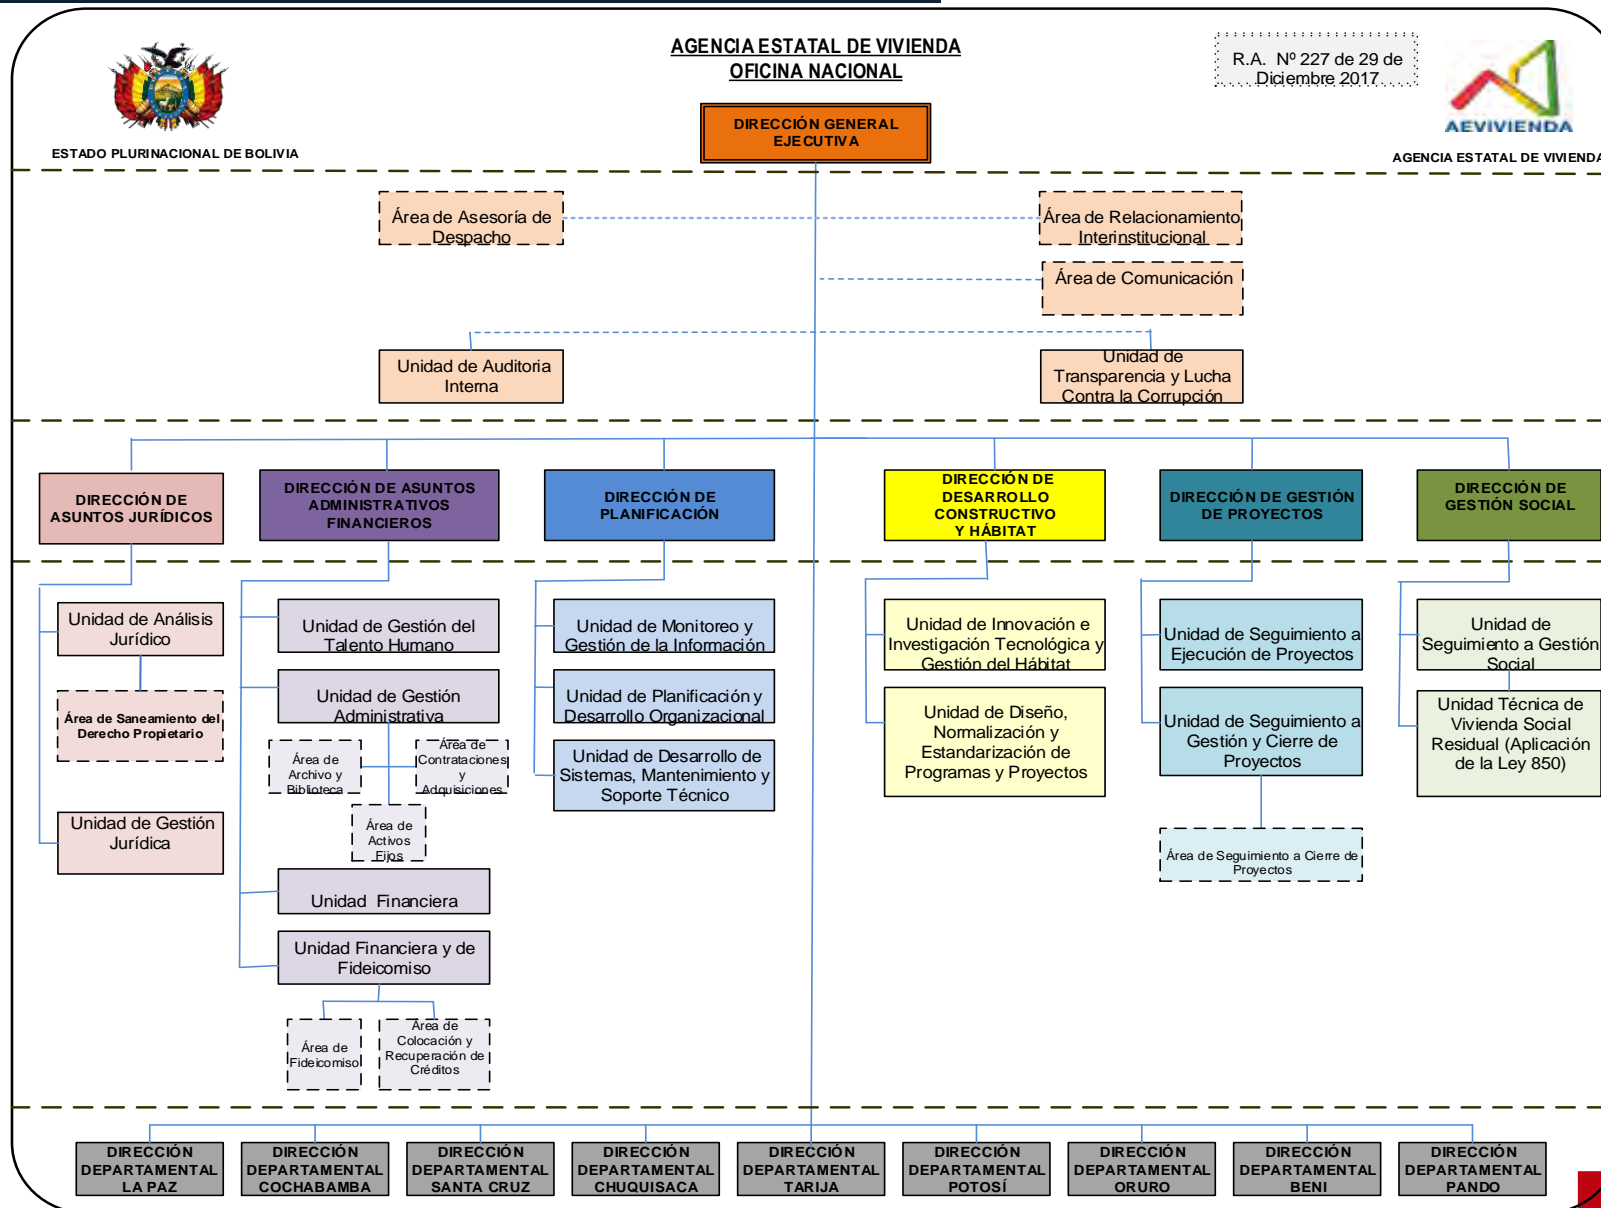 AGENCIA ESTATAL DE VIVIENDA
OFICINA NACIONAL
R.A. Nº 227 de 29 de
Diciembre 2017
AEVIVIENDA
ESTADO PLURINACIONAL DE BOLIVIA
AGENCIA ESTATAL DE VIVIENDA
DIRECCIÓN GENERAL
EJECUTIVA
Área de Asesoría de
Despacho
Área de Relacionamiento
Interinstitucional
Área de Comunicación
Unidad de Auditoria
Interna
Unidad de
Transparencia y Lucha
Contra la Corrupción
DIRECCIÓN DE
ASUNTOS JURÍDICOS
DIRECCIÓN DE ASUNTOS
ADMINISTRATIVOS
FINANCIEROS
DIRECCIÓN DE
PLANIFICACIÓN
DIRECCIÓN DE
DESARROLLO
CONSTRUCTIVO
Y HÁBITAT
DIRECCIÓN DE GESTIÓN
DE PROYECTOS
DIRECCIÓN DE
GESTIÓN SOCIAL
Unidad de Análisis
Jurídico
Área de Saneamiento del
Derecho Propietario
Unidad de Gestión
Jurídica
Unidad de Gestión del
Talento Humano
Unidad de Gestión
Administrativa
Área de
Archivo y
Biblioteca
Área de
Contrataciones
y
Adquisiciones
Área de
Activos
Fijos
Unidad  Financiera
Unidad Financiera y de
Fideicomiso
Área de
Fideicomiso
Área de
Colocación y
Recuperación de
Créditos
Unidad de Monitoreo y
Gestión de la Información
Unidad de Planificación y
Desarrollo Organizacional
Unidad de Desarrollo de
Sistemas, Mantenimiento y
Soporte Técnico
Unidad de Innovación e
Investigación Tecnológica y
Gestión del Hábitat
Unidad de Diseño,
Normalización y
Estandarización de
Programas y Proyectos
Unidad de Seguimiento a
Ejecución de Proyectos
Unidad de Seguimiento a
Gestión y Cierre de
Proyectos
Área de Seguimiento a Cierre de
Proyectos
Unidad de
Seguimiento a Gestión
Social
Unidad Técnica de
Vivienda Social
Residual (Aplicación
de la Ley 850)
DIRECCIÓN
DEPARTAMENTAL
LA PAZ
DIRECCIÓN
DEPARTAMENTAL
COCHABAMBA
DIRECCIÓN
DEPARTAMENTAL
SANTA CRUZ
DIRECCIÓN
DEPARTAMENTAL
CHUQUISACA
DIRECCIÓN
DEPARTAMENTAL
TARIJA
DIRECCIÓN
DEPARTAMENTAL
POTOSÍ
DIRECCIÓN
DEPARTAMENTAL
ORURO
DIRECCIÓN
DEPARTAMENTAL
BENI
DIRECCIÓN
DEPARTAMENTAL
PANDO